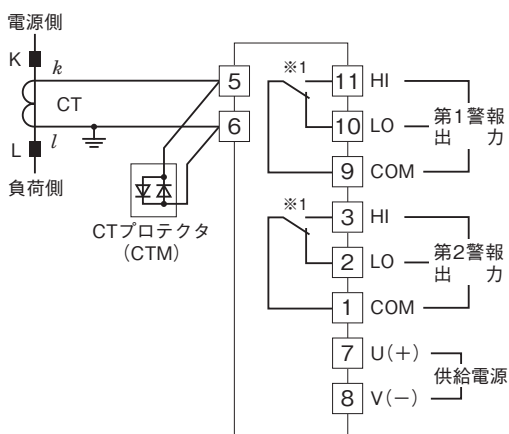 電源側
K
k
CT
L
l
負荷側
CTプロテクタ
（CTM）
5
6
※1
11 HI
10 LO
9 COM
第1警報
出　力
※1
3 HI
2 LO
1 COM
第2警報
出　力
7 U（＋）
8 V（－）
供給電源